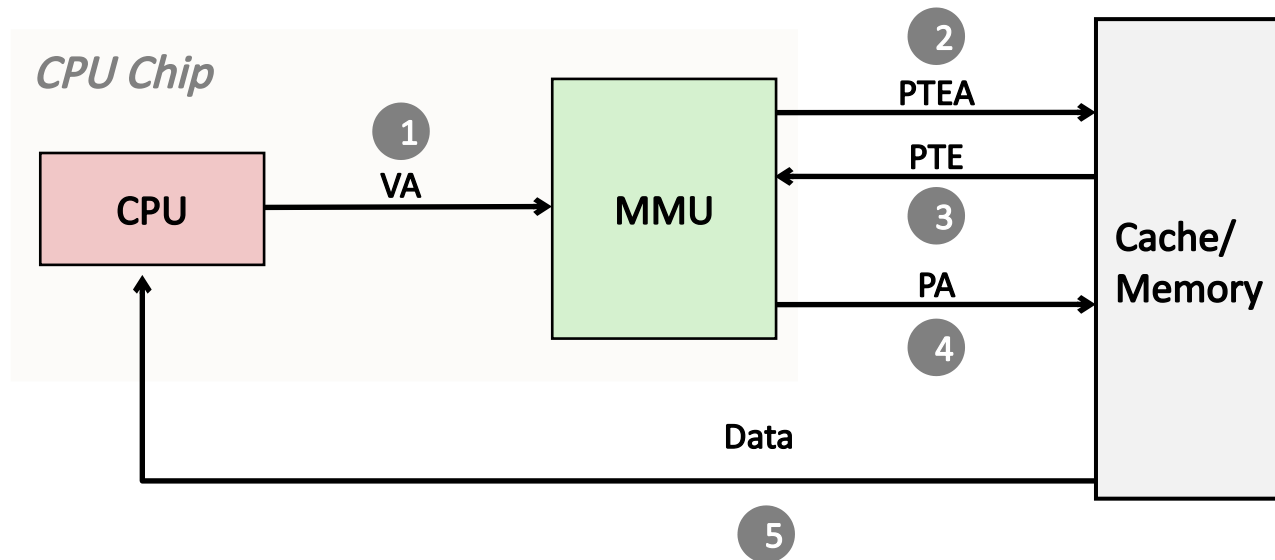 CPU Chip
2
PTEA
1
VA
PTE
CPU
MMU
3
Cache/
Memory
PA
4
Data
5